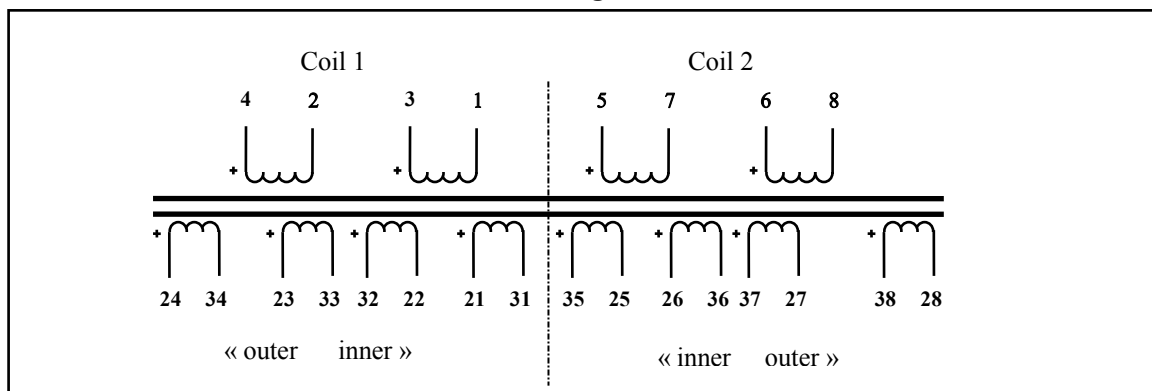 Coil 1 Coil 2
4 2 3 1 5 7 6 8
+ + + +
+ + + + + + + +
24 34 23 33 32 22 21 31 35 25 26 36 37 27 38 28
« outer inner » « inner outer »